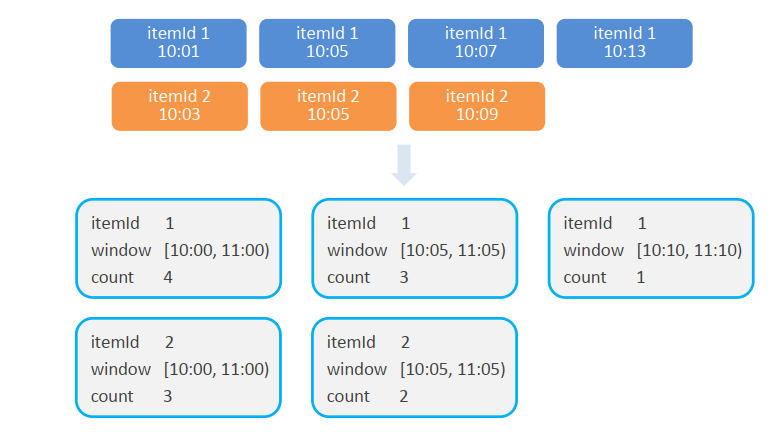 itemId 1
10:01
itemId 1
10:05
itemId 1
10:07
itemId 1
10:13
itemId 2
10:03
itemId 2
10:05
itemId 2
10:09
itemId 1
window [10:00, 11:00)
count 4
itemId 1
window [10:05, 11:05)
count 3
itemId 1
window [10:10, 11:10)
count 1
itemId 2
window [10:00, 11:00)
count 3
itemId 2
window [10:05, 11:05)
count 2